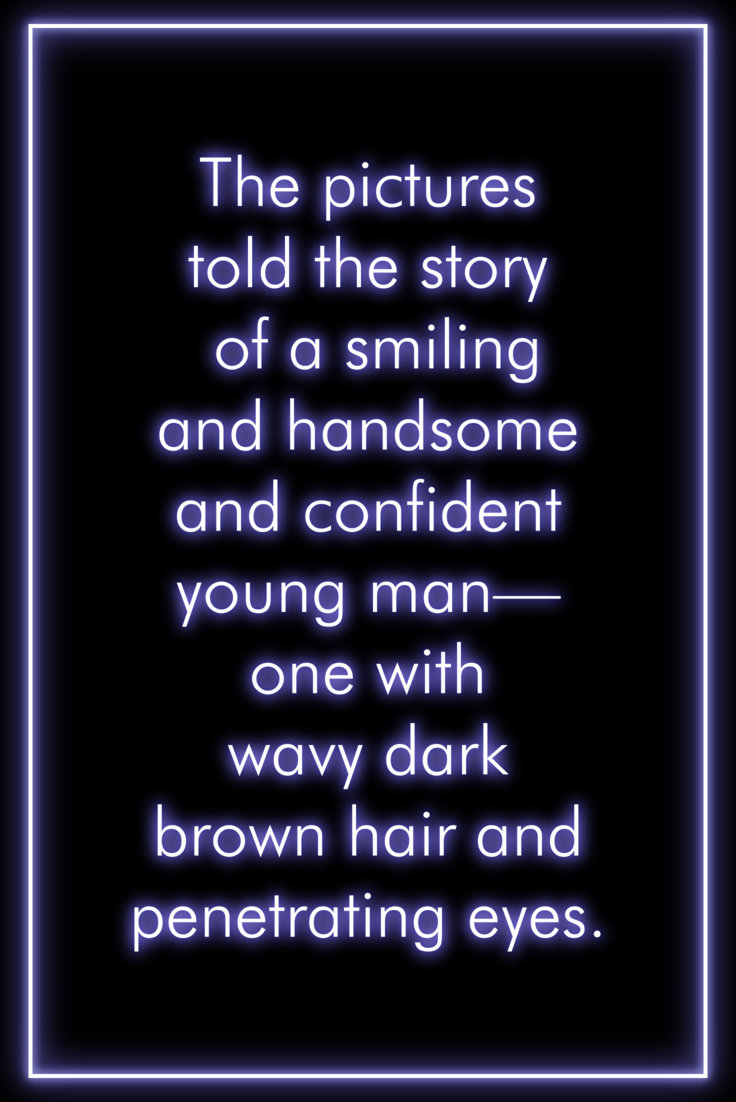 The pictures
told the story
of a smiling
and handsome
and confident
young man—
one with
wavy dark
brown hair and
penetrating eyes.